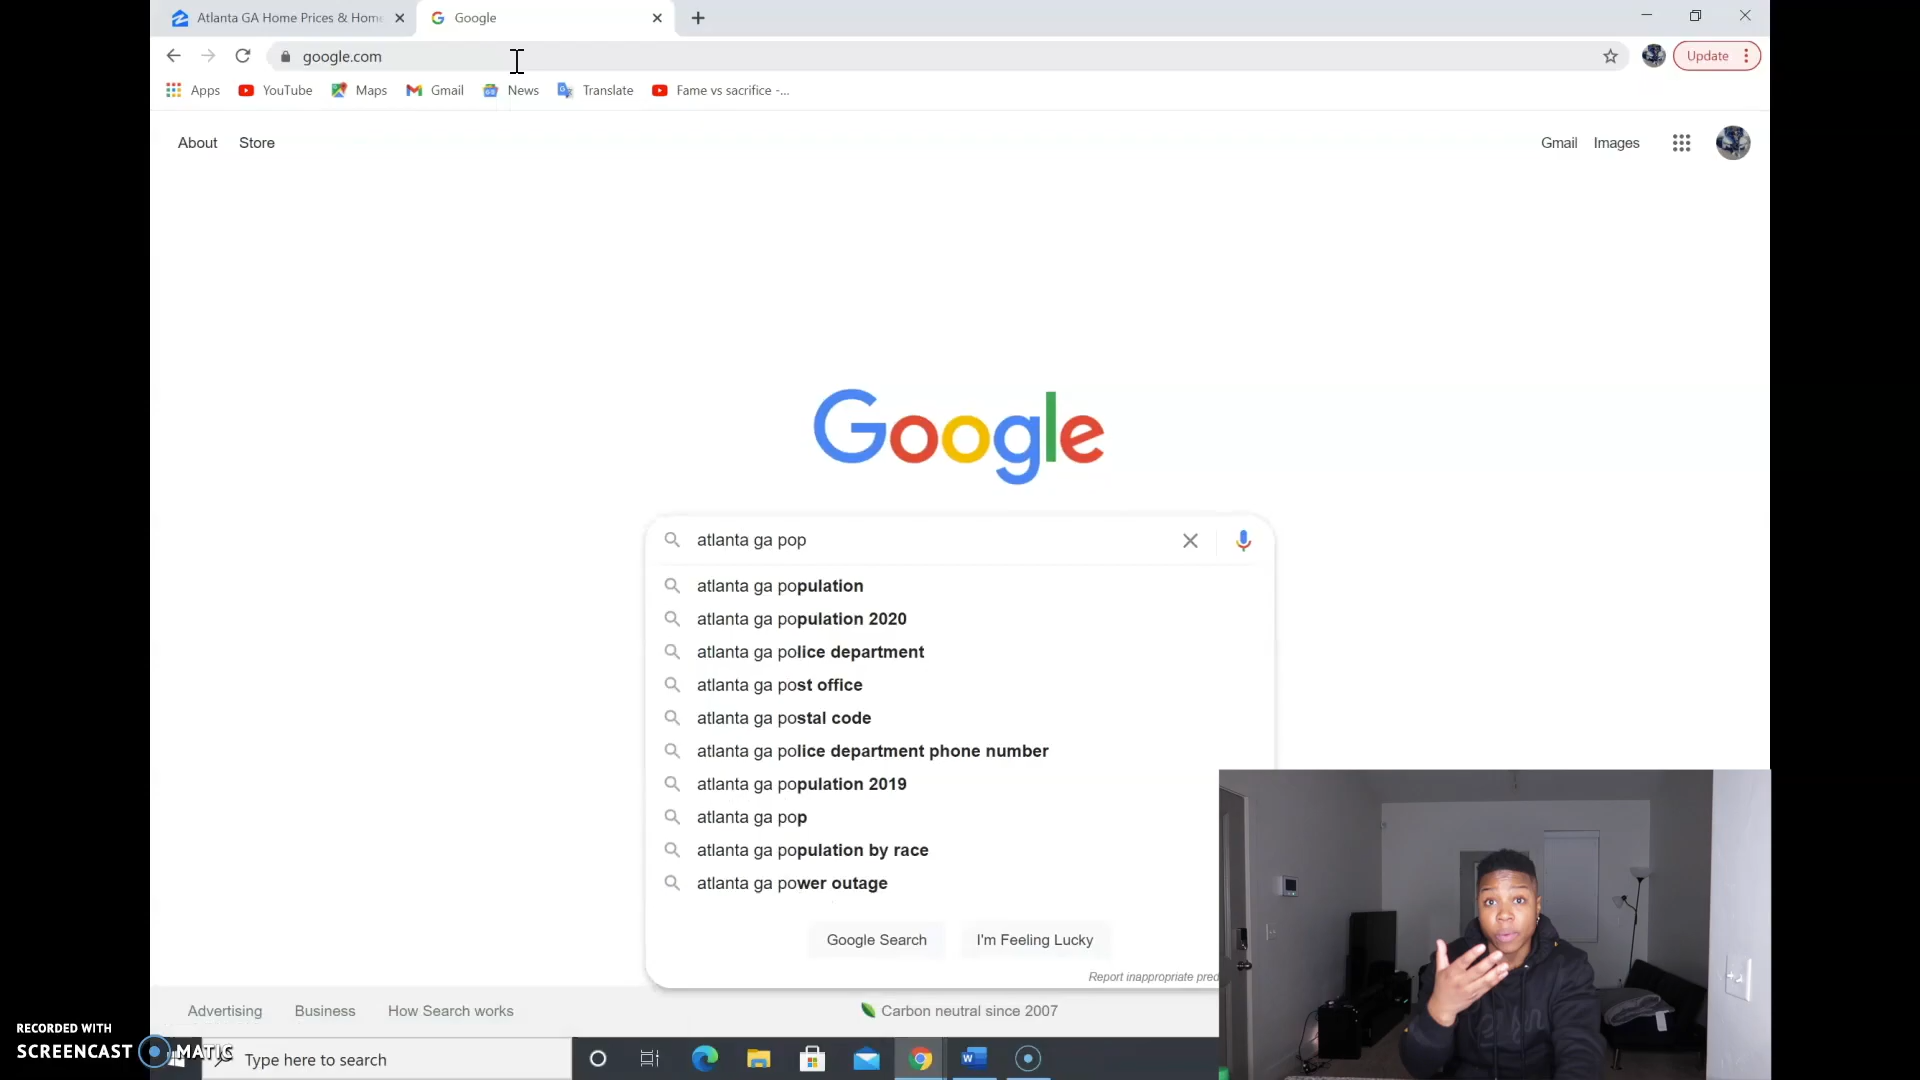 Atlanta GA Home Prices & Home
Google
google.com
Update
Apps
YouTube
Maps
Gmail
News
Translate
Fame vs sacrifice -...
About
Store
Gmail
Images
Google
atlanta ga pop
atlanta ga population
atlanta ga population 2020
atlanta ga police department
atlanta ga post office
atlanta ga postal code
atlanta ga police department phone number
atlanta ga population 2019
atlanta ga pop
atlanta ga population by race
atlanta ga power outage
Google Search
I'm Feeling Lucky
Report inappropriate pred
Advertising
Business
How Search works
Carbon neutral since 2007
RECORDED WITH
SCREENCAST MATIC
Type here to search